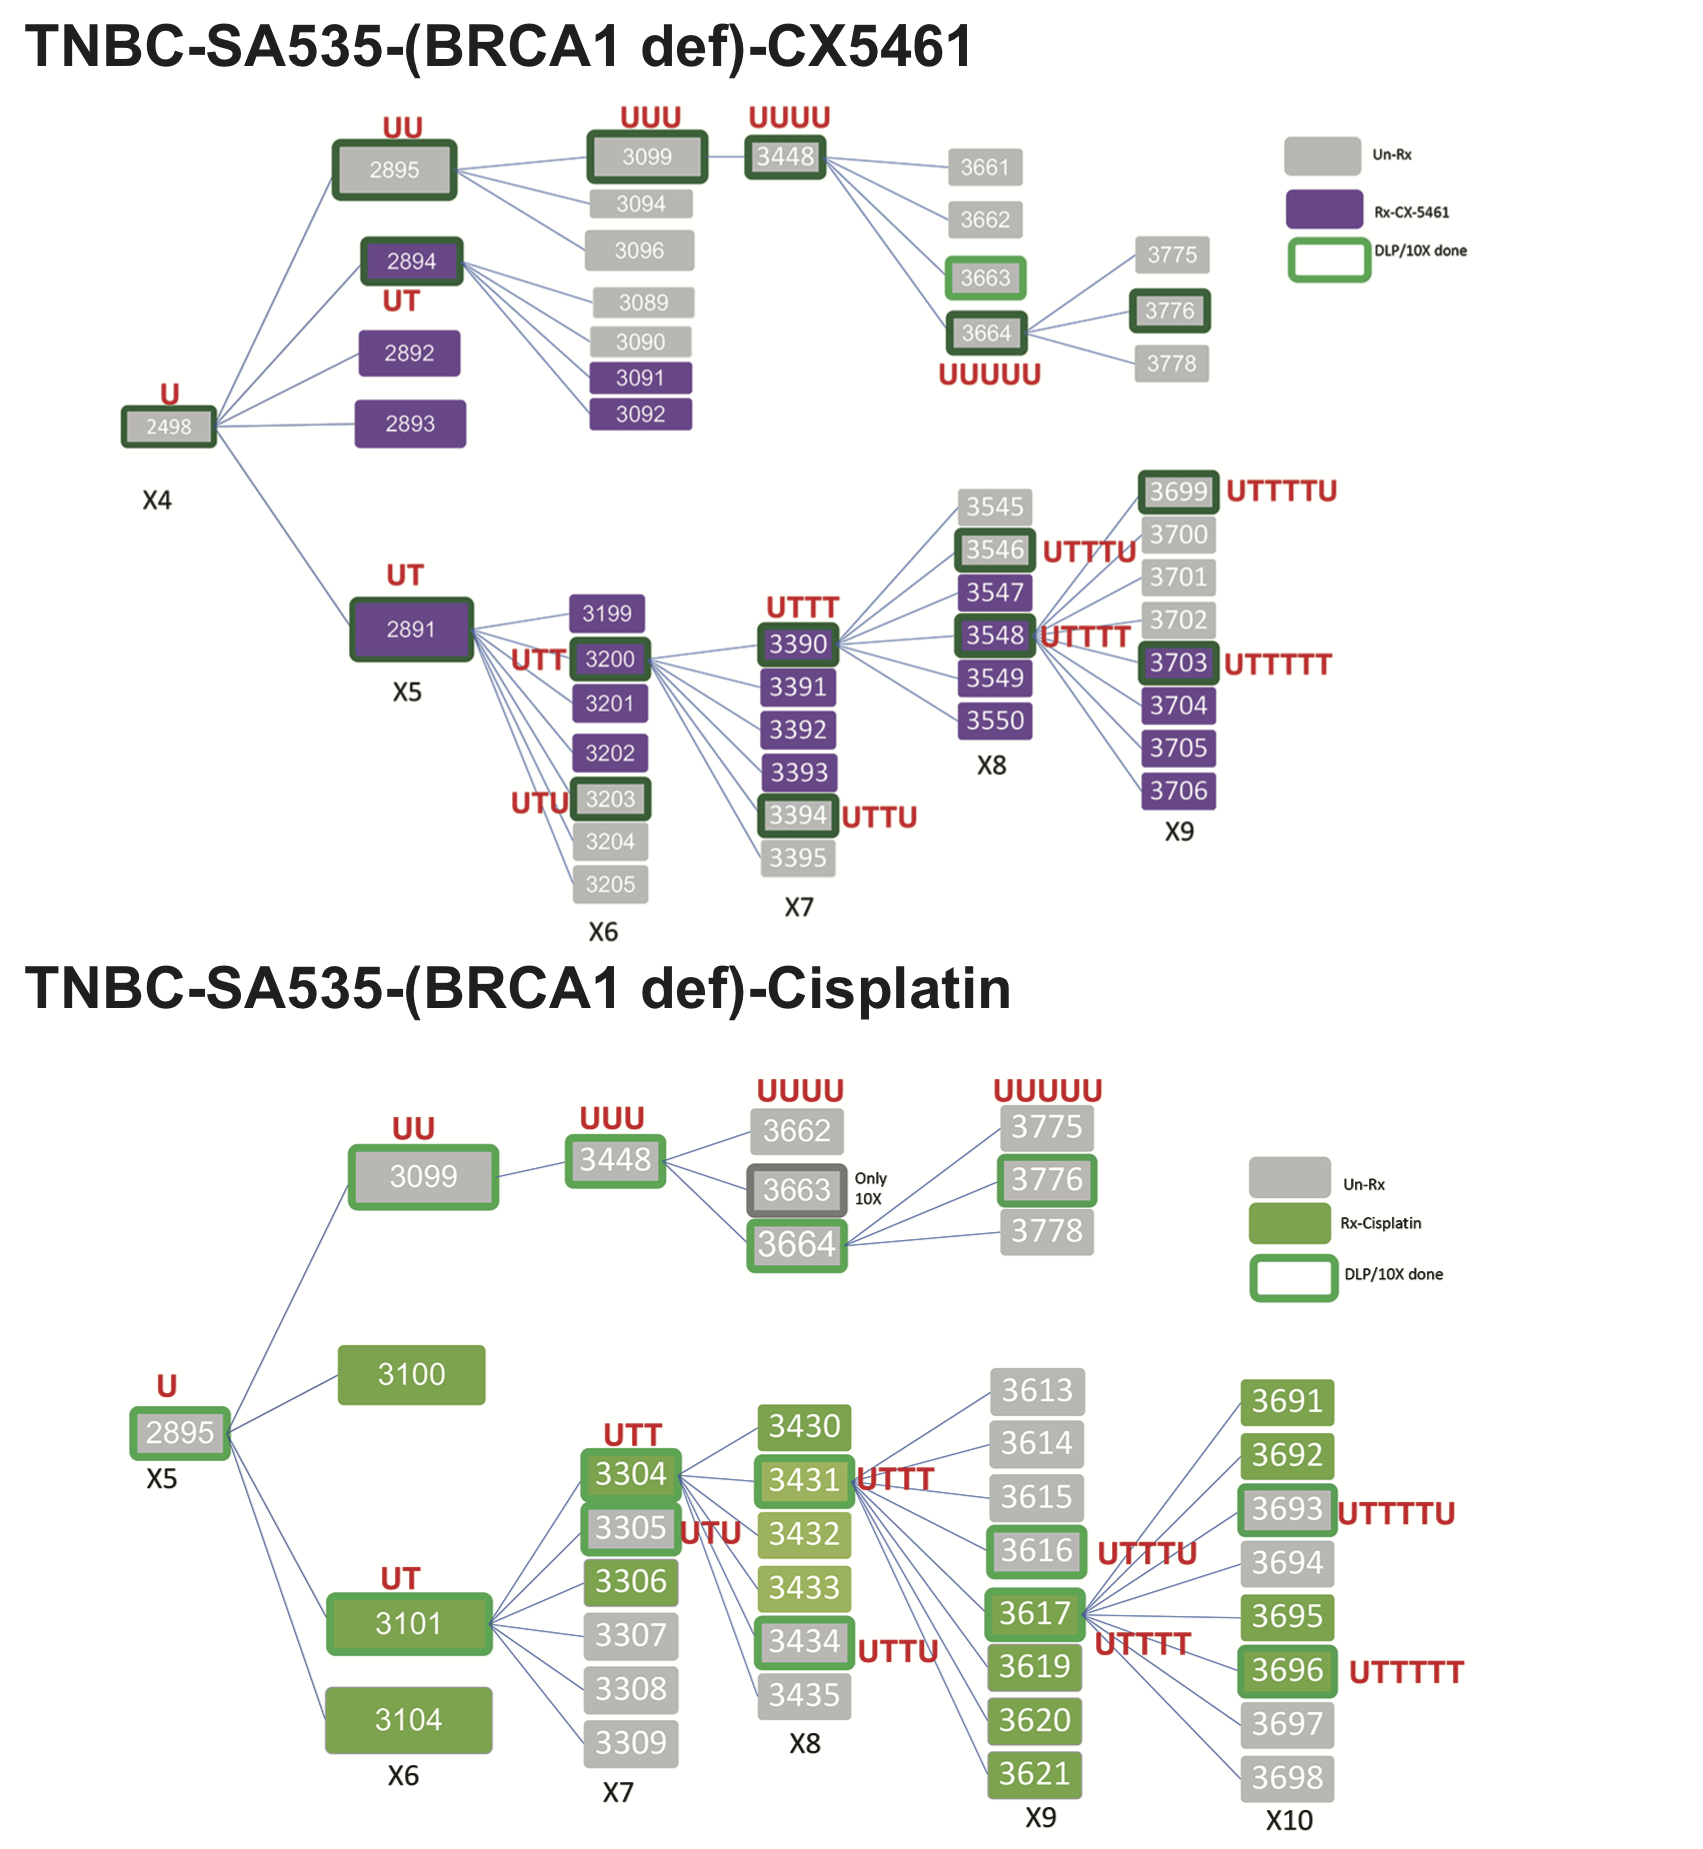 TNBC-SA535-(BRCA1 def)-CX5461
UU
2895
UUU
3099
UUUU
3448
3094
3096
3661
3662
3663
3664
UUUUU
3775
3776
3778
Un-Rx
Rx-CX-5461
DLP/10X done
2894
UT
2892
2893
3089
3090
3091
3092
U
2498
X4
UT
2891
X5
3199
UTT
3200
3201
3202
UTU
3203
3204
3205
X6
UTTT
3390
3391
3392
3393
3394
UTTU
3395
X7
3545
3546
UTTTU
3547
3548
UTTTT
3549
3550
X8
3699
UTTTTU
3700
3701
3702
3703
UTTTTT
3704
3705
3706
X9
TNBC-SA535-(BRCA1 def)-Cisplatin
UU
3099
UUU
3448
UUUU
3662
3663
Only
10X
3664
UUUUU
3775
3776
3778
Un-Rx
Rx-Cisplatin
DLP/10X done
U
2895
X5
3100
UT
3101
3104
X6
UTT
3304
3305
UTU
3306
3307
3308
3309
X7
3430
3431
UTTT
3432
3433
3434
UTTU
3435
X8
3613
3614
3615
3616
UTTTU
3617
UTTTT
3619
3620
3621
X9
3691
3692
3693
UTTTTU
3694
3695
3696
UTTTTT
3697
3698
X10